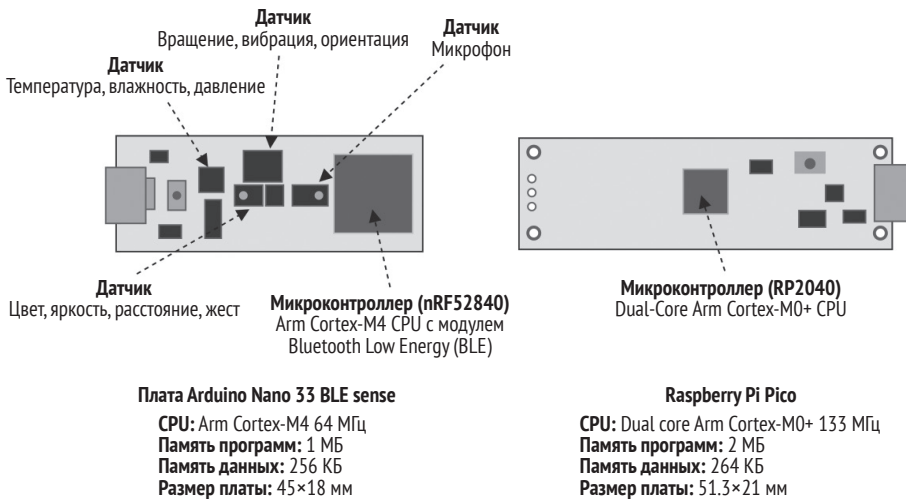 Датчик
Вращение, вибрация, ориентация
Датчик
Микрофон
Датчик
Температура, влажность, давление
Датчик
Цвет, яркость, расстояние, жест
Микроконтроллер (nRF52840)
Arm Cortex-M4 CPU с модулем
Bluetooth Low Energy (BLE)
Микроконтроллер (RP2040)
Dual-Core Arm Cortex-M0+ CPU
Плата Arduino Nano 33 BLE sense
CPU: Arm Cortex-M4 64 МГц
Память программ: 1 МБ
Память данных: 256 КБ
Размер платы: 45×18 мм
Raspberry Pi Pico
CPU: Dual core Arm Cortex-M0+ 133 МГц
Память программ: 2 МБ
Память данных: 264 КБ
Размер платы: 51.3×21 мм